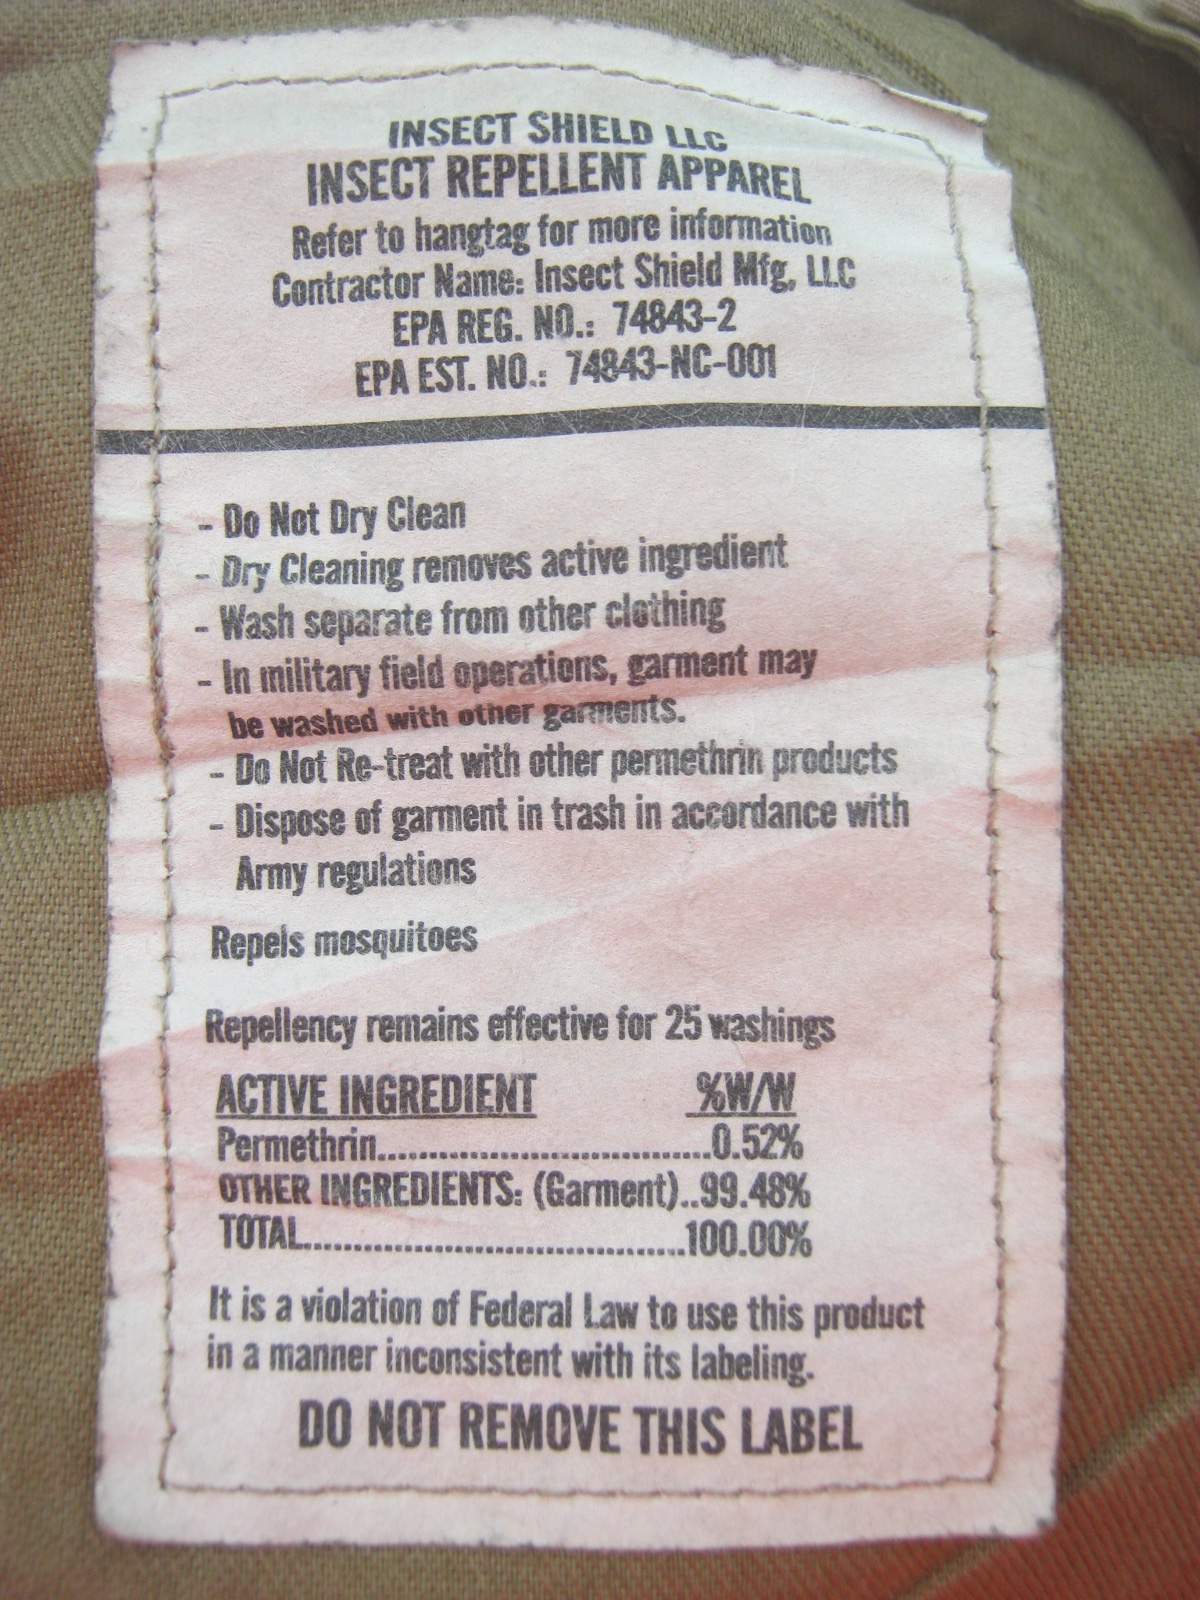 INSECT SHIELD LLC
INSECT REPELLENT APPAREL
Refer to hangtag for more information
Contractor Name: Insect Shield Mfg, LLC
EPA REG. NO.: 74843-2
EPA EST. NO.: 74843-NC-001
- Do Not Dry Clean
- Dry Cleaning removes active ingredient
- Wash separate from other clothing
- In military field operations, garment may
be washed with other garments.
- Do Not Re-treat with other permethrin products
- Dispose of garment in trash in accordance with
Army regulations
Repels mosquitoes
Repellency remains effective for 25 washings
ACTIVE INGREDIENT %W/W
Permethrin....................................0.52%
OTHER INGREDIENTS: (Garment)..99.48%
TOTAL.........................................100.00%
It is a violation of Federal Law to use this product
in a manner inconsistent with its labeling.
DO NOT REMOVE THIS LABEL